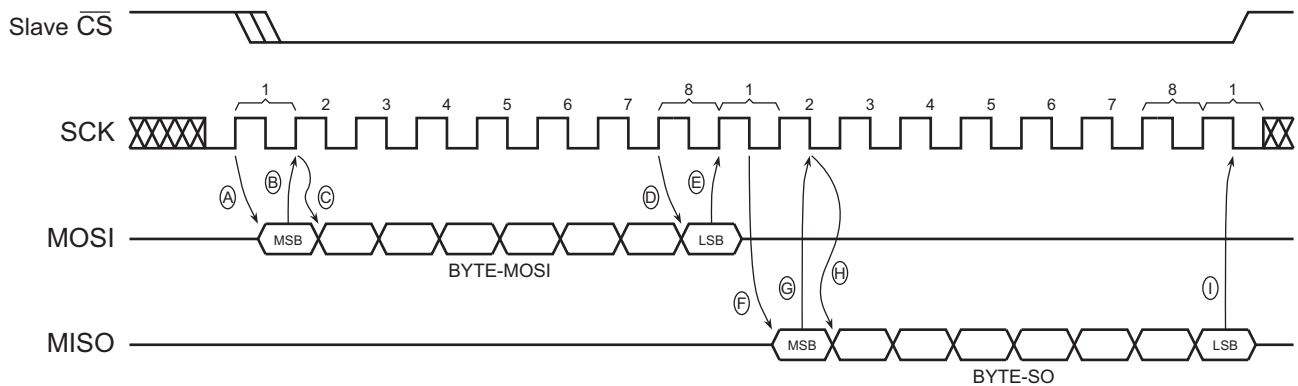 Slave C̅S̅
1 8 1 8 1
2 3 4 5 6 7 2 3 4 5 6 7
SCK
A B C D E
MOSI MSB LSB
BYTE-MOSI
F G H I
MISO MSB LSB
BYTE-SO